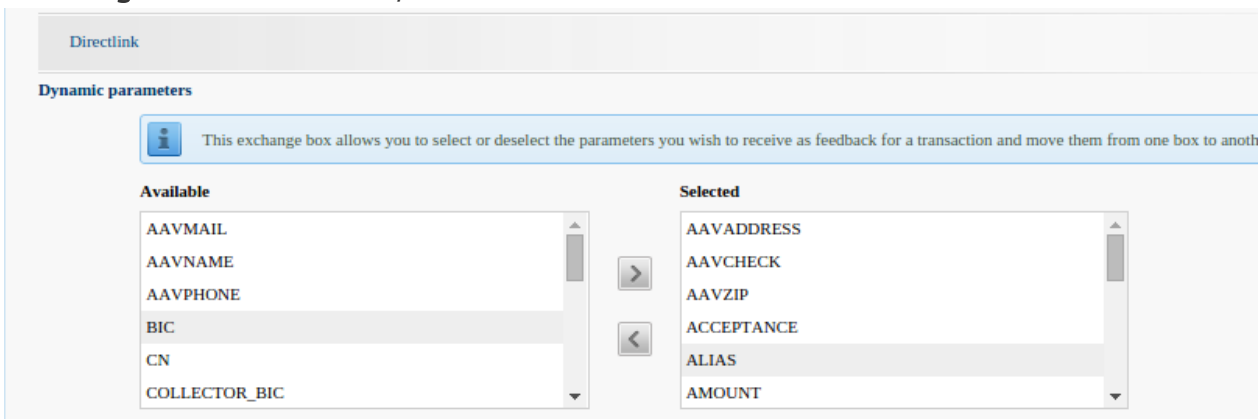 Directlink
Dynamic parameters
This exchange box allows you to select or deselect the parameters you wish to receive as feedback for a transaction and move them from one box to
Available
Selected
AAVMAIL
AAVNAME
AAVPHONE
BIC
CN
COLLECTOR_BIC
AAVADDRESS
AAVCHECK
AAVZIP
ACCEPTANCE
ALIAS
AMOUNT